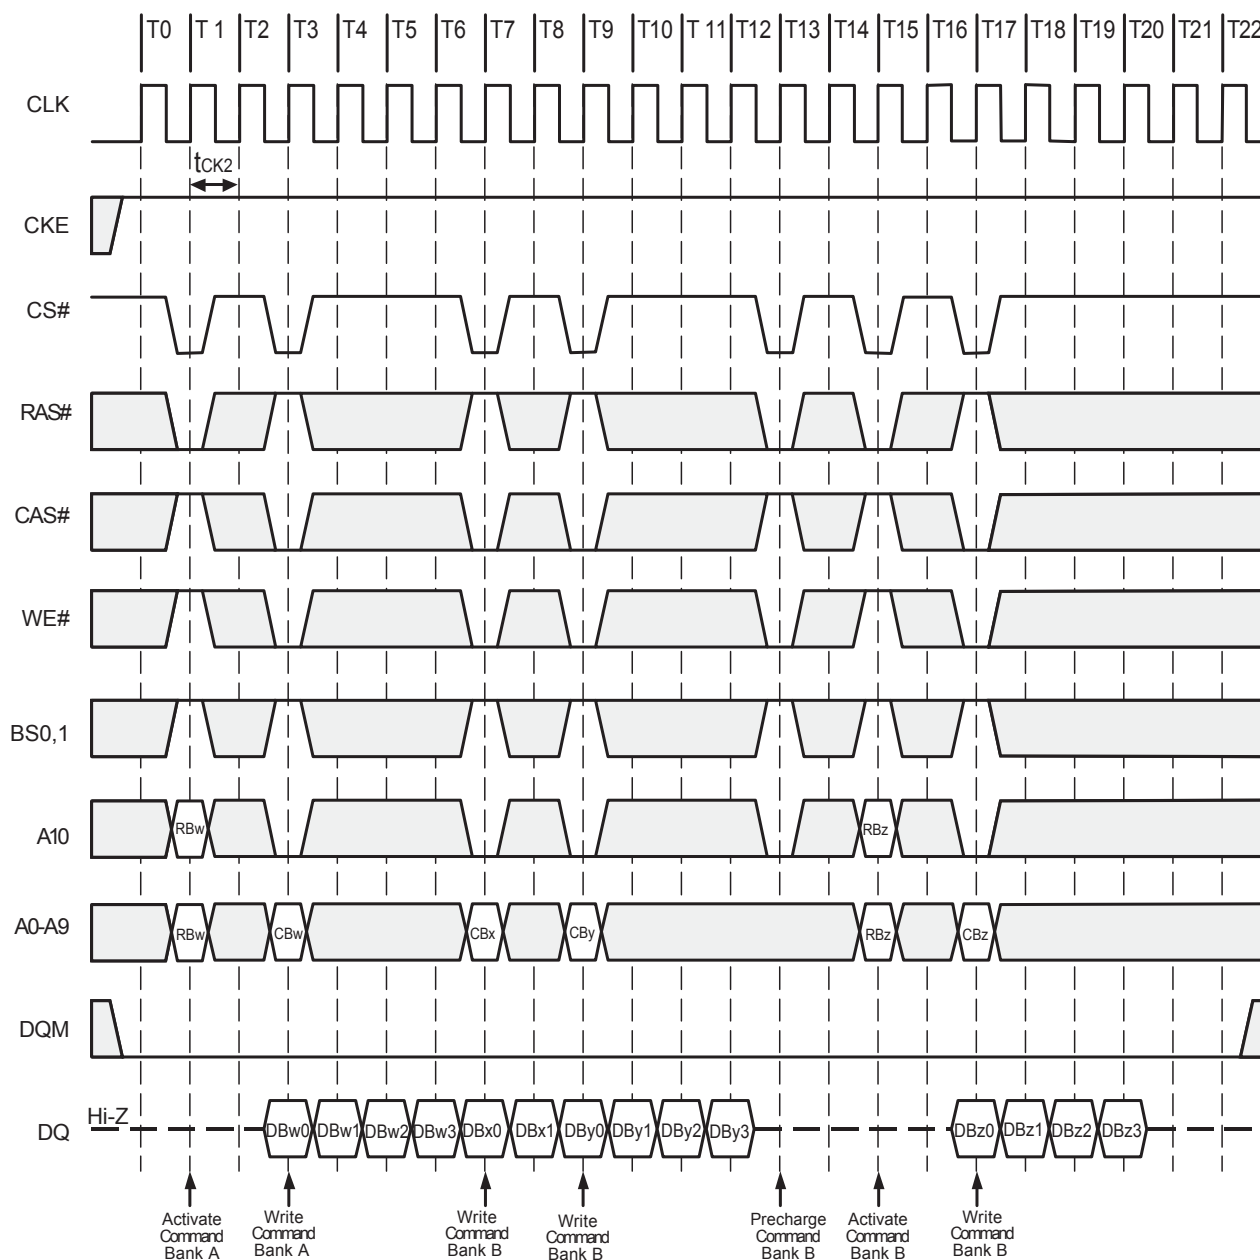 T0 T 1 T2 T3 T4 T5 T6 T7 T8 T9 T10 T 11 T12 T13 T14 T15 T16 T17 T18 T19 T20 T21 T22
CLK
tCK2
CKE
CS#
RAS#
CAS#
WE#
BS0,1
A10 RBw RBz
A0-A9 RBw CBw CBx CBy RBz CBz
DQM
Hi-Z
DQ DBw0 DBw1 DBw2 DBw3 DBx0 DBx1 DBy0 DBy1 DBy2 DBy3 DBz0 DBz1 DBz2 DBz3
Activate
Command
Bank A
Write
Command
Bank A
Write
Command
Bank B
Write
Command
Bank B
Precharge
Command
Bank B
Activate
Command
Bank B
Write
Command
Bank B